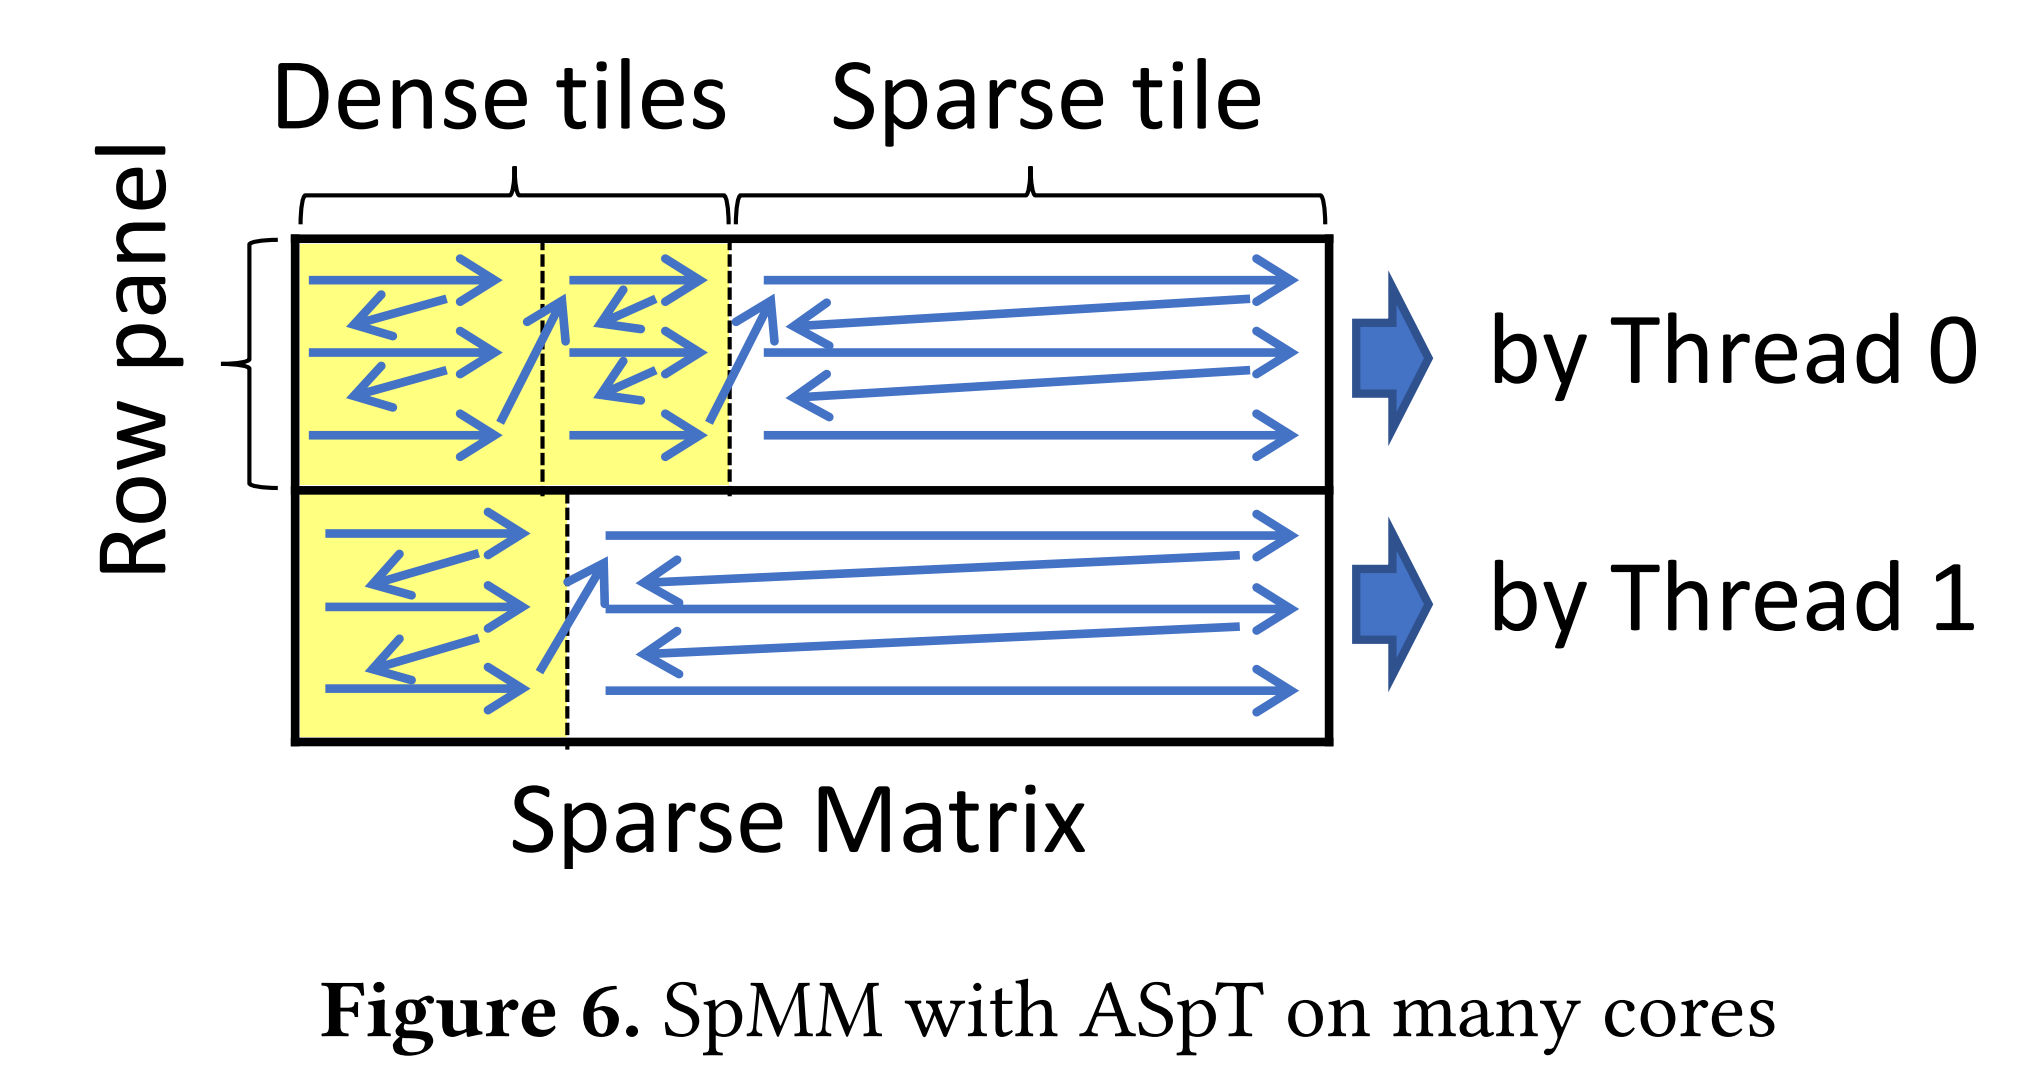 Dense tiles
Sparse tile
Row panel
by Thread 0
by Thread 1
Sparse Matrix
Figure 6. SpMM with ASpT on many cores